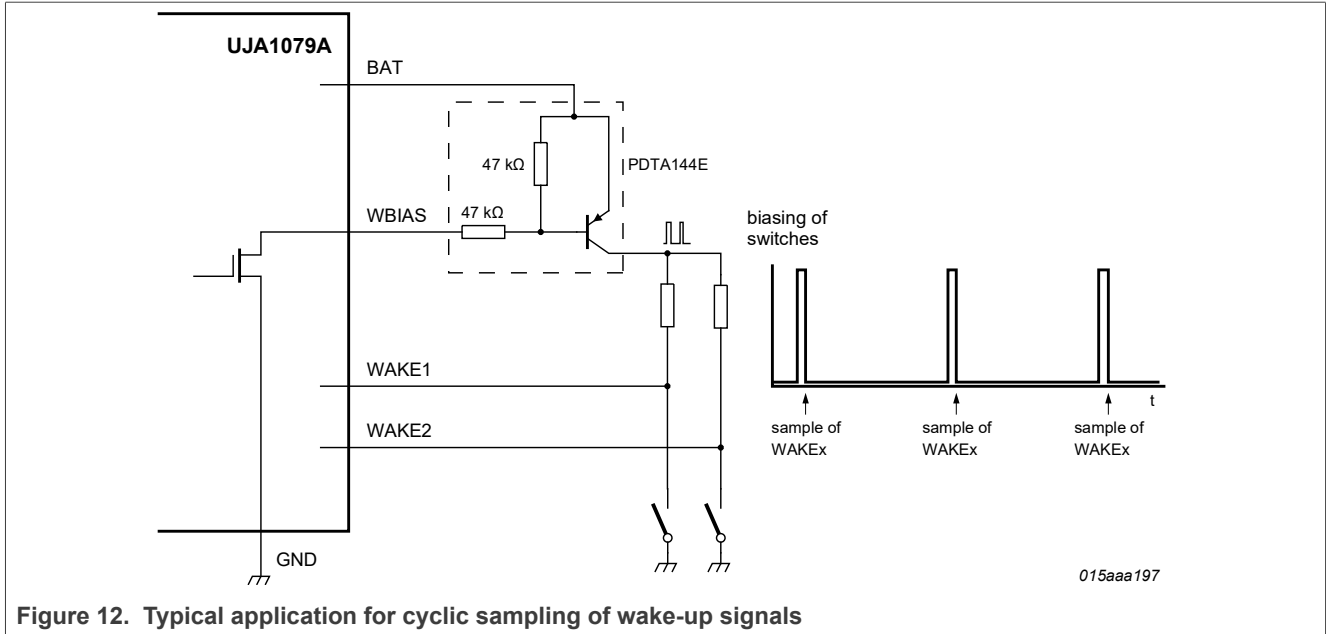 UJA1079A
BAT
47 kΩ
PDTA144E
WBIAS
47 kΩ
biasing of
switches
WAKE1
WAKE2
t
sample of
WAKEx
sample of
WAKEx
sample of
WAKEx
GND
015aaa197
Figure 12. Typical application for cyclic sampling of wake-up signals